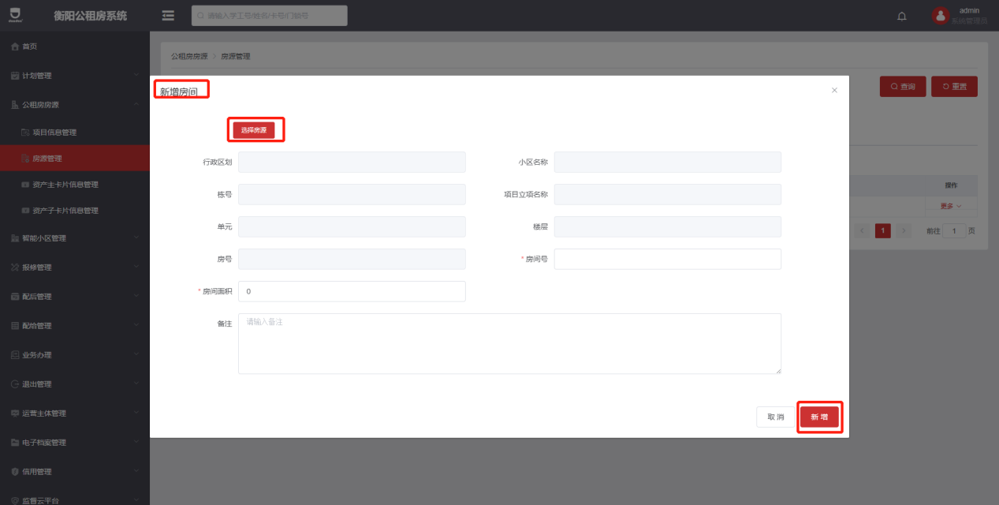 衡阳公租房系统
请输入学工号/姓名/卡号/门锁号
admin
系统管理员
首页
计划管理
公租房房源
项目信息管理
房源管理
资产主卡片信息管理
资产子卡片信息管理
智能小区管理
报修管理
配后管理
配给管理
业务办理
退出管理
运营主体管理
电子档案管理
信用管理
监督云平台
公租房房源 > 房源管理
查询 重置
操作
更多
1
前往 1 页
新增房间
选择房源
行政区划 小区名称
栋号 项目立项名称
单元 楼层
房号 * 房间号
* 房间面积 0
备注 请输入备注
取消 新增